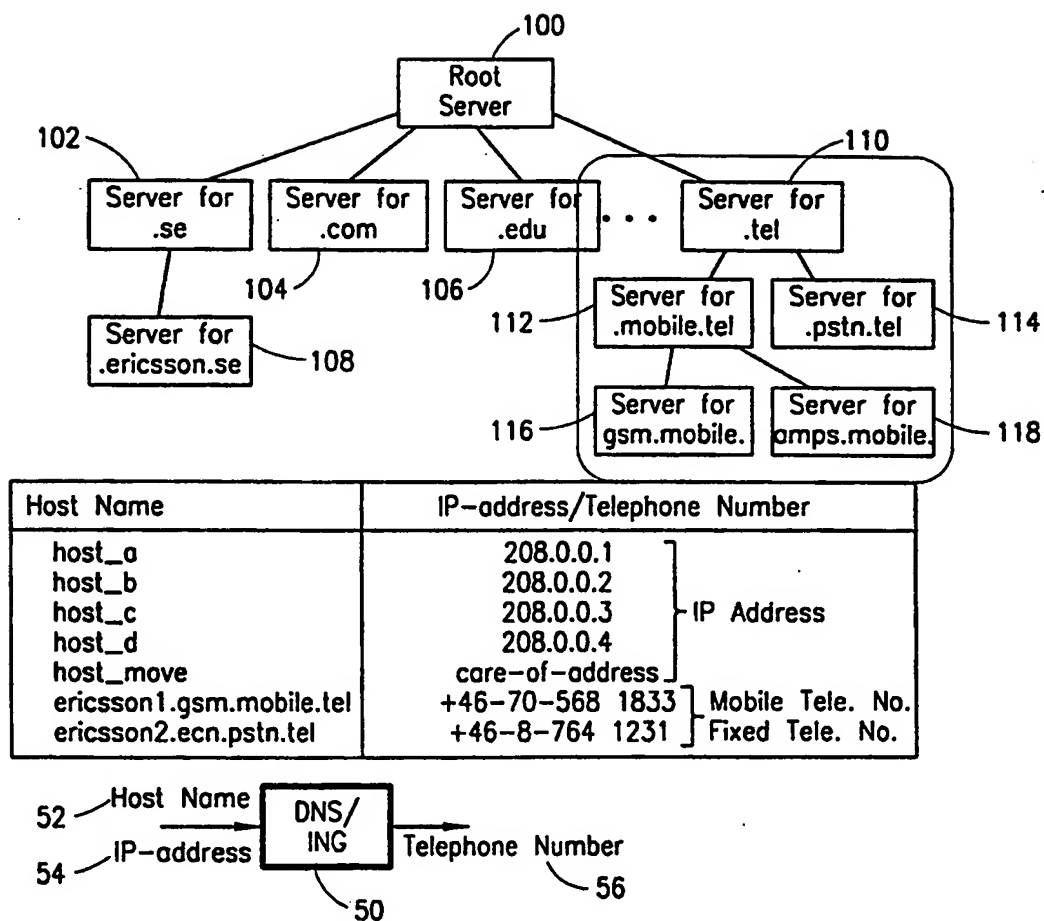 100
Root
Server
102
110
Server for
.se
Server for
.com
Server for
.edu
. . .
Server for
.tel
104
106
112
Server for
.mobile.tel
Server for
.pstn.tel
114
Server for
.ericsson.se
108
116
Server for
gsm.mobile.
Server for
amps.mobile.
118
Host Name
IP-address/Telephone Number
host_a 208.0.0.1
host_b 208.0.0.2
host_c 208.0.0.3 IP Address
host_d 208.0.0.4
host_move care-of-address
ericsson1.gsm.mobile.tel +46-70-568 1833 Mobile Tele. No.
ericsson2.ecn.pstn.tel +46-8-764 1231 Fixed Tele. No.
52 Host Name
DNS/
ING
54 IP-address
Telephone Number
56
50